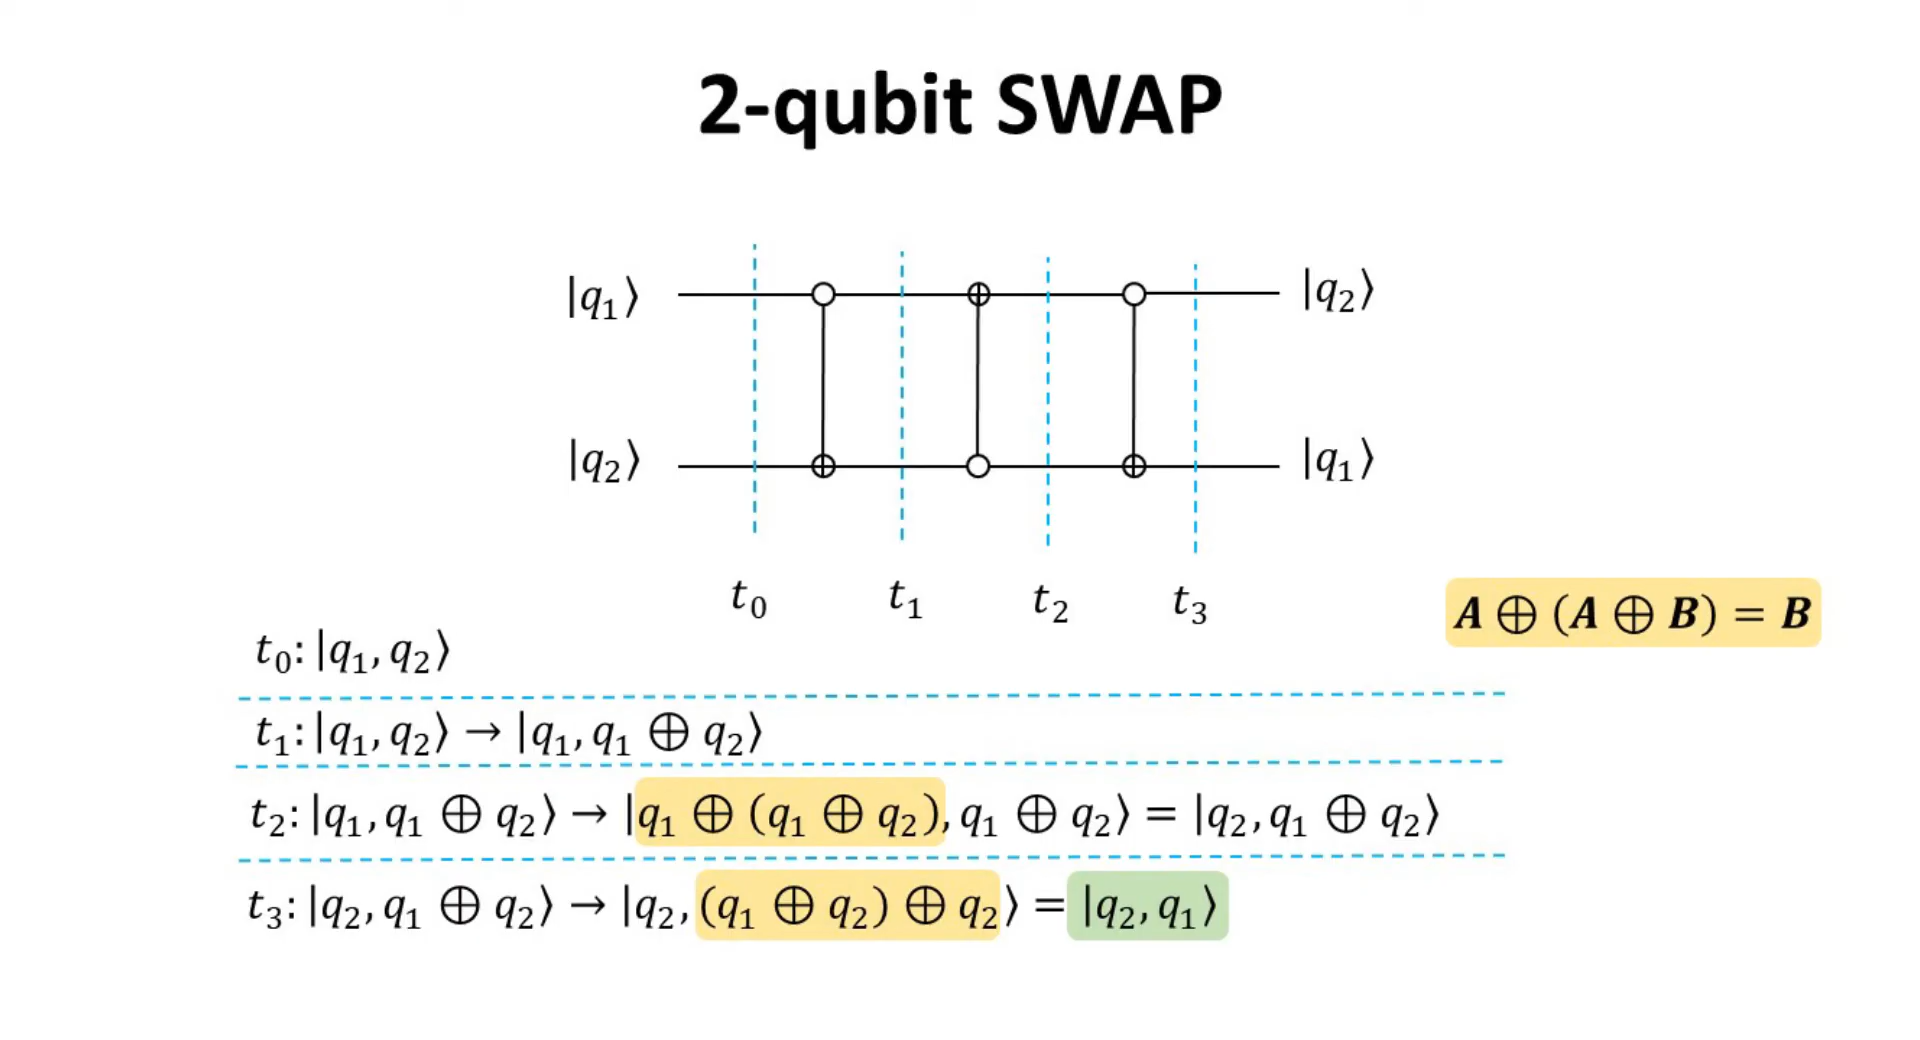 2-qubit SWAP
|q₁⟩ |q₂⟩
|q₂⟩ |q₁⟩
t₀ t₁ t₂ t₃
A ⊕ (A ⊕ B) = B
t₀: |q₁, q₂⟩
t₁: |q₁, q₂⟩ → |q₁, q₁ ⊕ q₂⟩
t₂: |q₁, q₁ ⊕ q₂⟩ → |q₁ ⊕ (q₁ ⊕ q₂), q₁ ⊕ q₂⟩ = |q₂, q₁ ⊕ q₂⟩
t₃: |q₂, q₁ ⊕ q₂⟩ → |q₂, (q₁ ⊕ q₂) ⊕ q₂⟩ = |q₂, q₁⟩